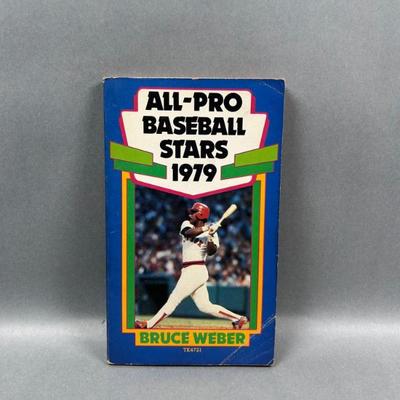 ALL-PRO
BASEBALL
STARS
1979
BRUCE WEBER
TK4721